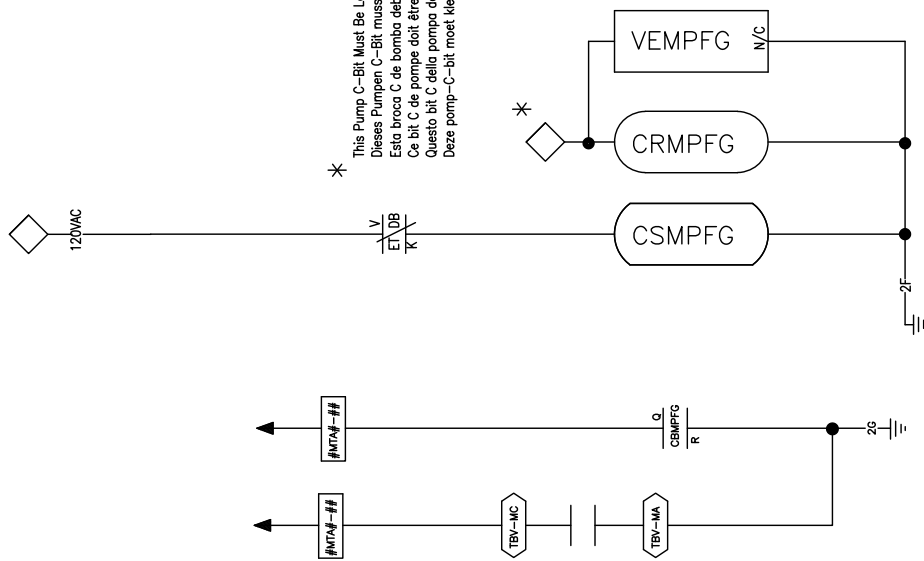 120VAC
V
ET DB
K
*
This Pump C-Bit Must Be
Dieses Pumpen C-Bit muss
Esta broca C de bomba deb
Ce bit C de pompe doit être
Questo bit C della pompa
Deze pomp-C-bit moet
*
VEMPFG
N/C
CRMPFG
CSMPFG
2F
#MTA#-##
#MTA#-##
Q
CBMPFG
R
TBV-MC
TBV-MA
2G